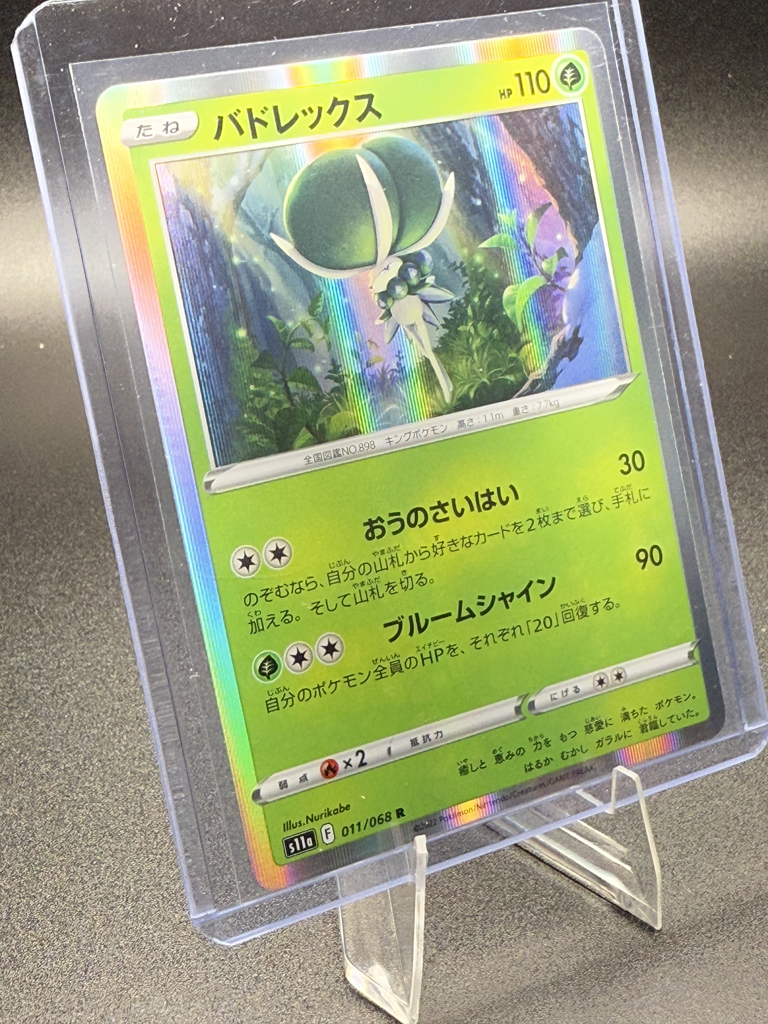 たね バドレックス HP 110
全国図鑑NO.898 キングポケモン 高さ:1.1m 重さ:7.7kg
おうのさいはい 30
のぞむなら、自分の山札から好きなカードを2枚まで選び、手札に
加える。そして山札を切る。
ブルームシャイン 90
自分のポケモン全員のHPを、それぞれ「20」回復する。
弱点 ×2 抵抗力 にげる
癒しと 恵みの 力を もつ 慈愛に 満ちた ポケモン。
はるか むかし ガラルに 君臨していた。
Illus.Nurikabe
s11a F 011/068 R ©2022 Pokémon/Nintendo/Creatures/GAME FREAK